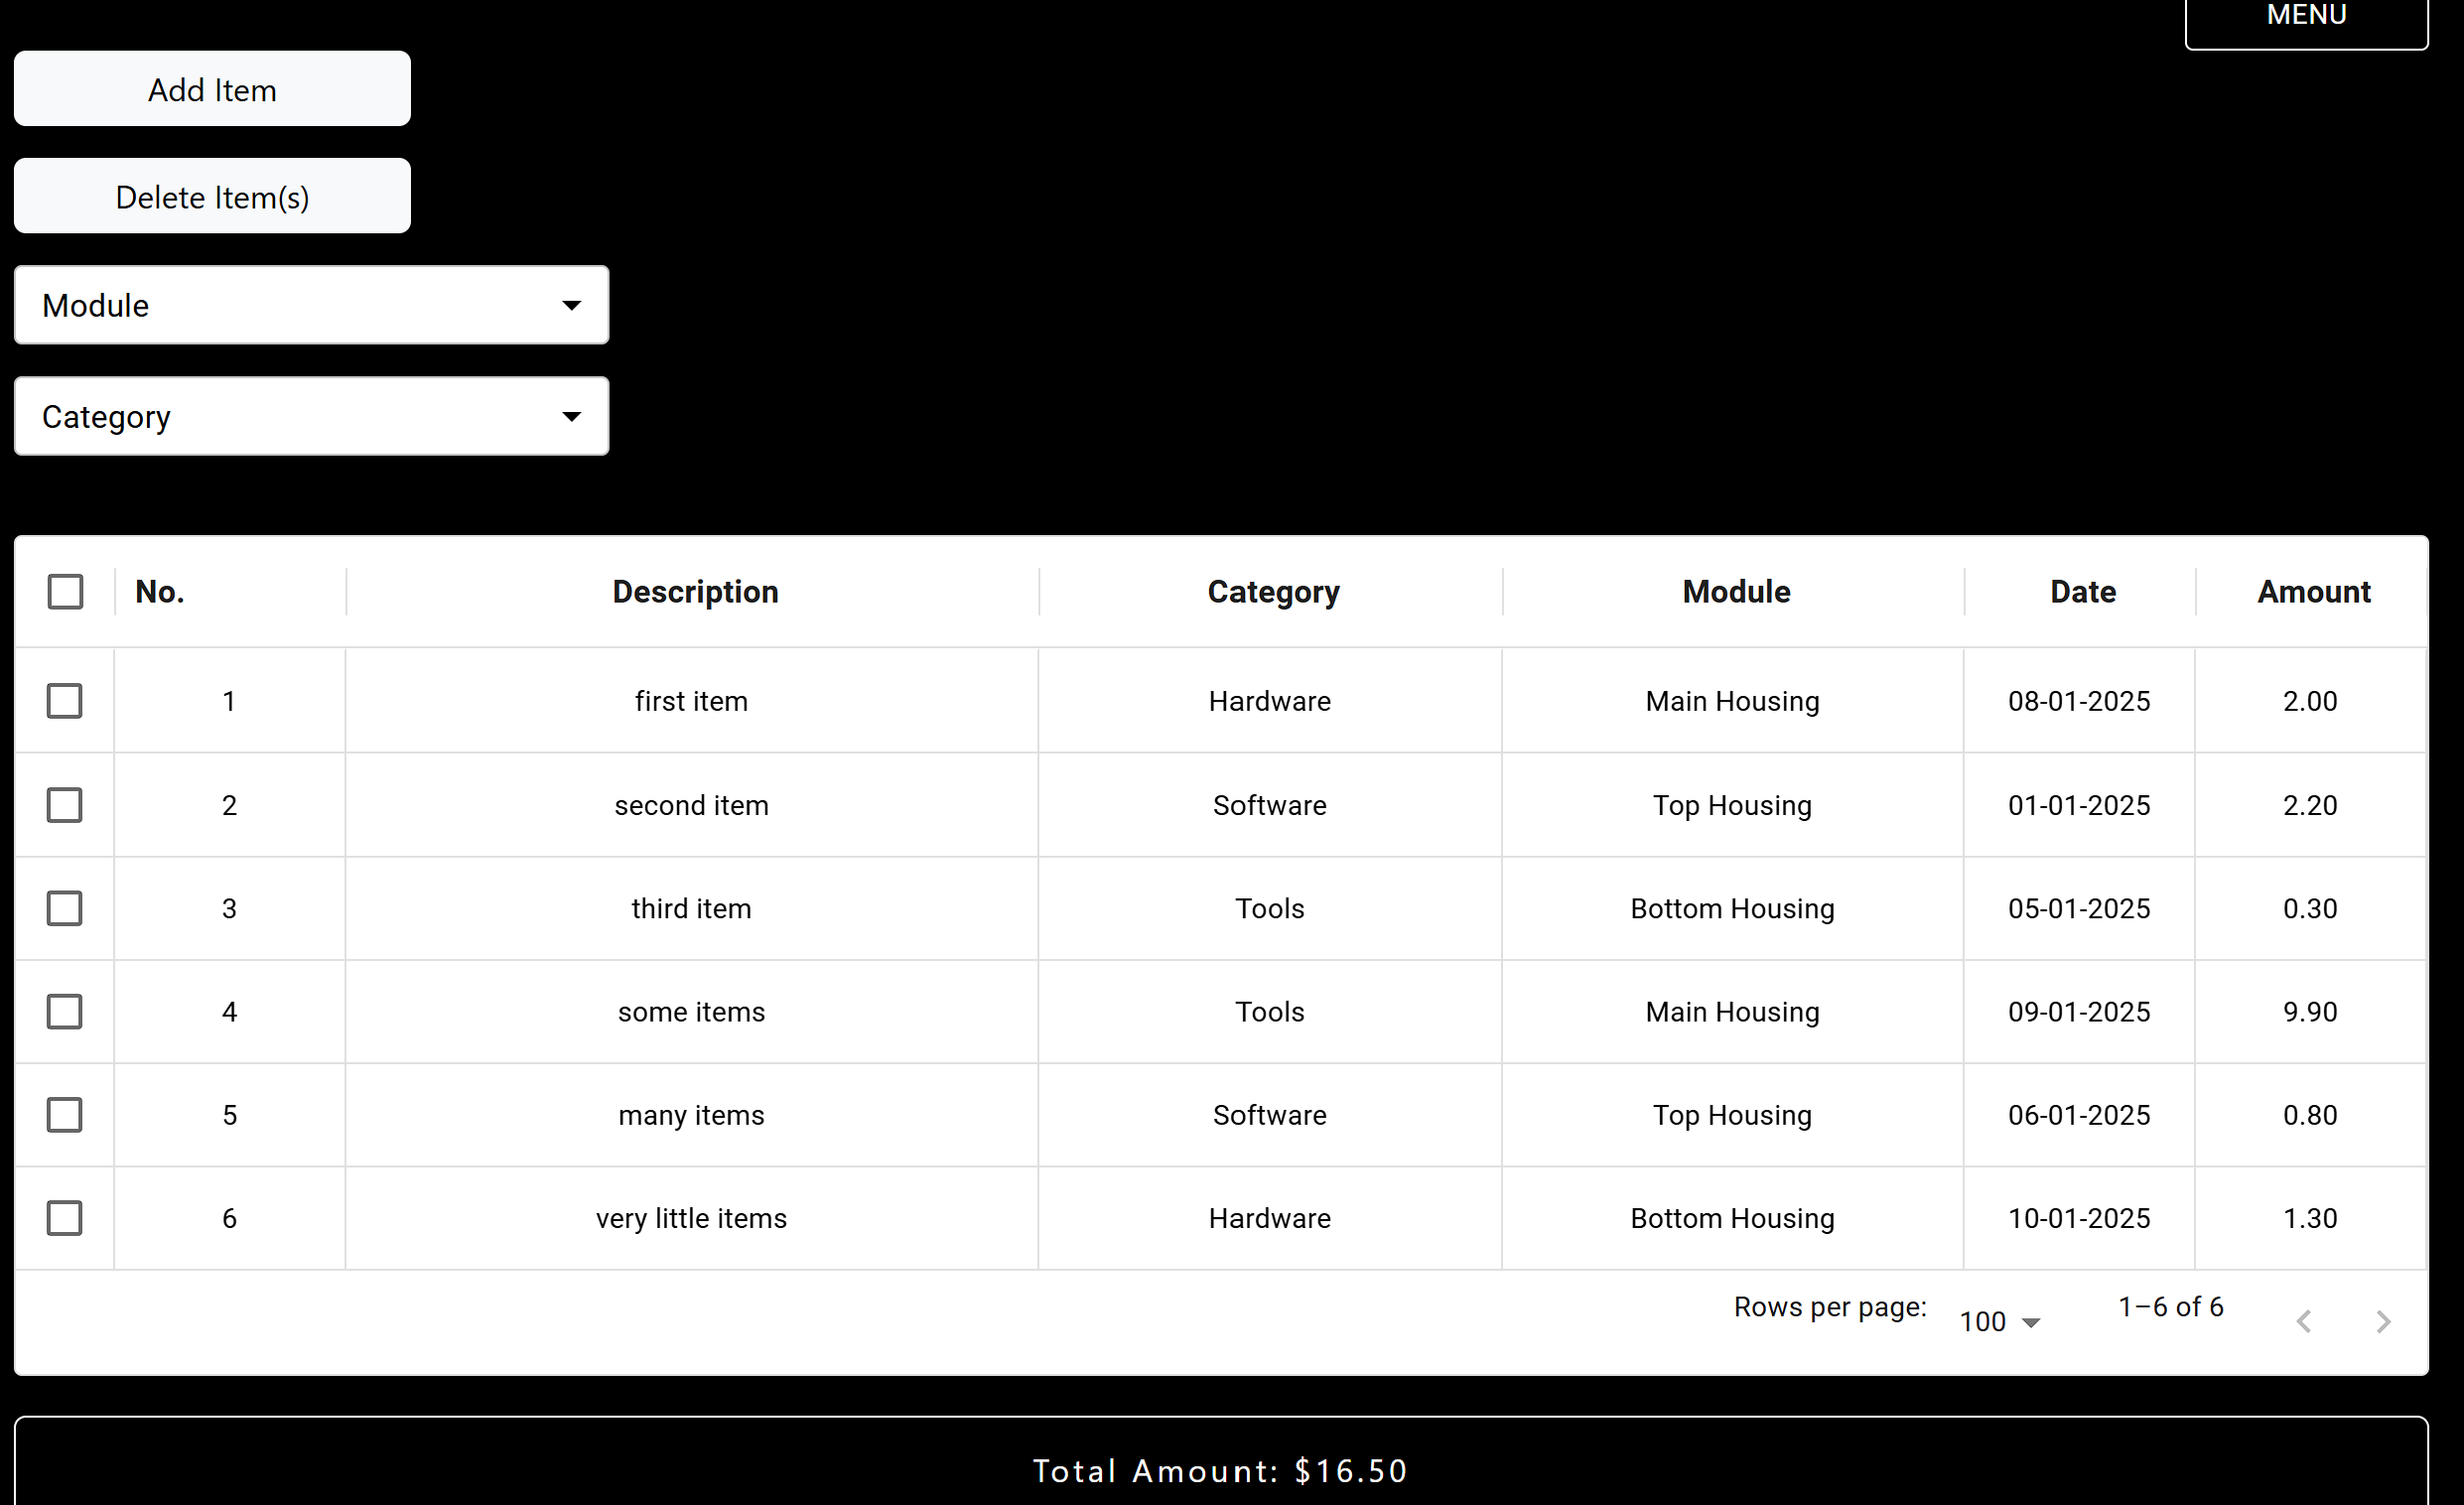 MENU
Add Item
Delete Item(s)
Module
Category
No. Description Category Module Date Amount
1 first item Hardware Main Housing 08-01-2025 2.00
2 second item Software Top Housing 01-01-2025 2.20
3 third item Tools Bottom Housing 05-01-2025 0.30
4 some items Tools Main Housing 09-01-2025 9.90
5 many items Software Top Housing 06-01-2025 0.80
6 very little items Hardware Bottom Housing 10-01-2025 1.30
Rows per page: 100 1–6 of 6
Total Amount: $16.50